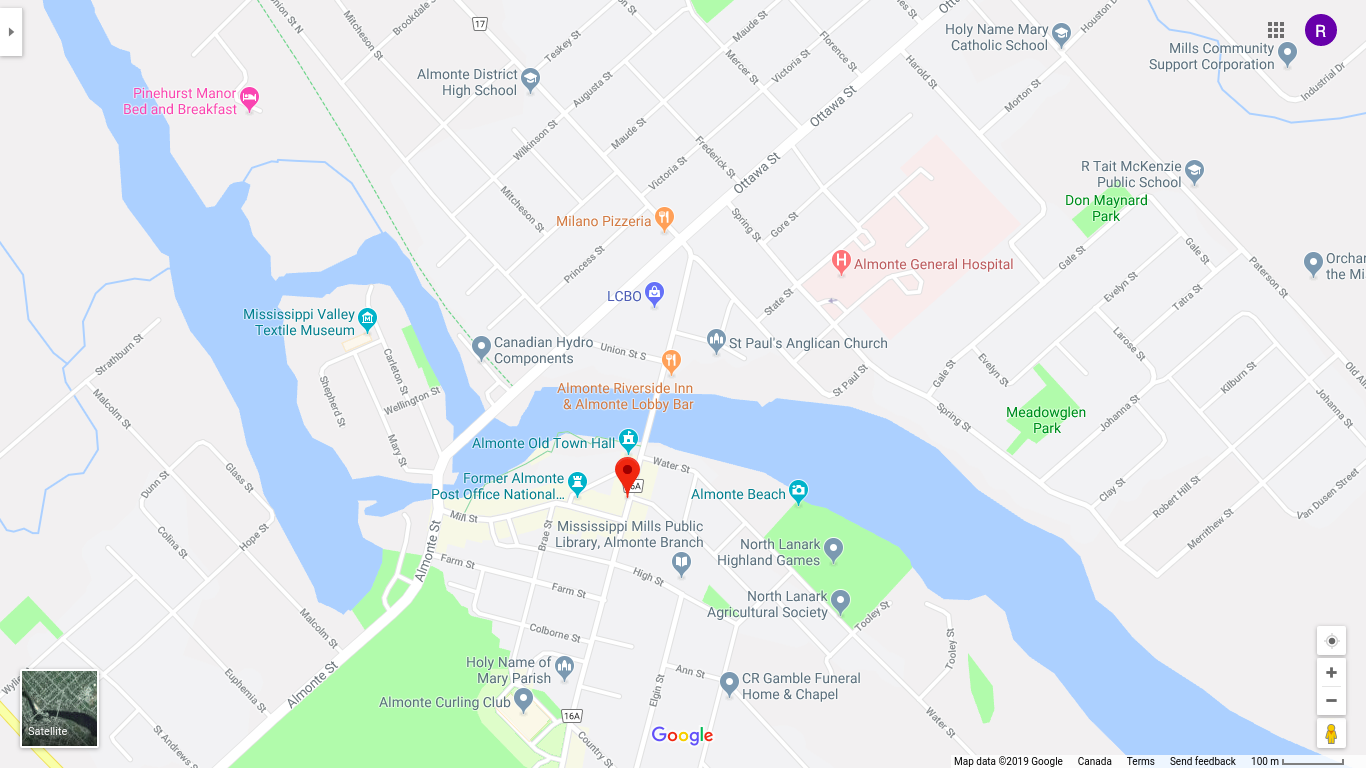 17
Houston St N
Mitcheson St
Brookdale St
Teskey St
Maude St
Mercer St
Victoria St
Florence St
Harold St
Holy Name Mary
Catholic School
R
Mills Community
Support Corporation
Industrial Dr
Almonte District
High School
Augusta St
Morton St
Pinehurst Manor
Bed and Breakfast
Ottawa St
Wilkinson St
Maude St
Frederick St
Victoria St
Ottawa St
R Tait McKenzie
Public School
Don Maynard
Park
Mitcheson St
Milano Pizzeria
Spring St
Gore St
Gale St
Gale St
Paterson St
Princess St
Almonte General Hospital
Orchar
the Mi
LCBO
State St
Evelyn St
Tatra St
Mississippi Valley
Textile Museum
Canadian Hydro
Components
Union St S
St Paul's Anglican Church
Larose St
Strathburn St
Carleton St
Evelyn St
Shepherd St
Wellington St
Almonte Riverside Inn
& Almonte Lobby Bar
St Paul St
Gale St
Kilburn St
Malcolm St
Spring St
Johanna St
Johanna St
Meadowglen
Park
Mary St
Almonte Old Town Hall
Water St
Former Almonte
Post Office National...
Almonte Beach
Dunn St
Glass St
Clay St
Robert Hill St
Van Dusen Street
Mill St
Brae St
Mississippi Mills Public
Library, Almonte Branch
Colina St
Hope St
Almonte St
Merrithew St
North Lanark
Highland Games
Farm St
High St
Farm St
North Lanark
Agricultural Society
Tooley St
Malcolm St
Colborne St
Tooley St
Holy Name of
Mary Parish
Ann St
Almonte St
Euphemia St
Elgin St
CR Gamble Funeral
Home & Chapel
Almonte Curling Club
16A
Water St
Country St
St Andrews St
Satellite
Google
Map data ©2019 Google Canada Terms Send feedback 100 m